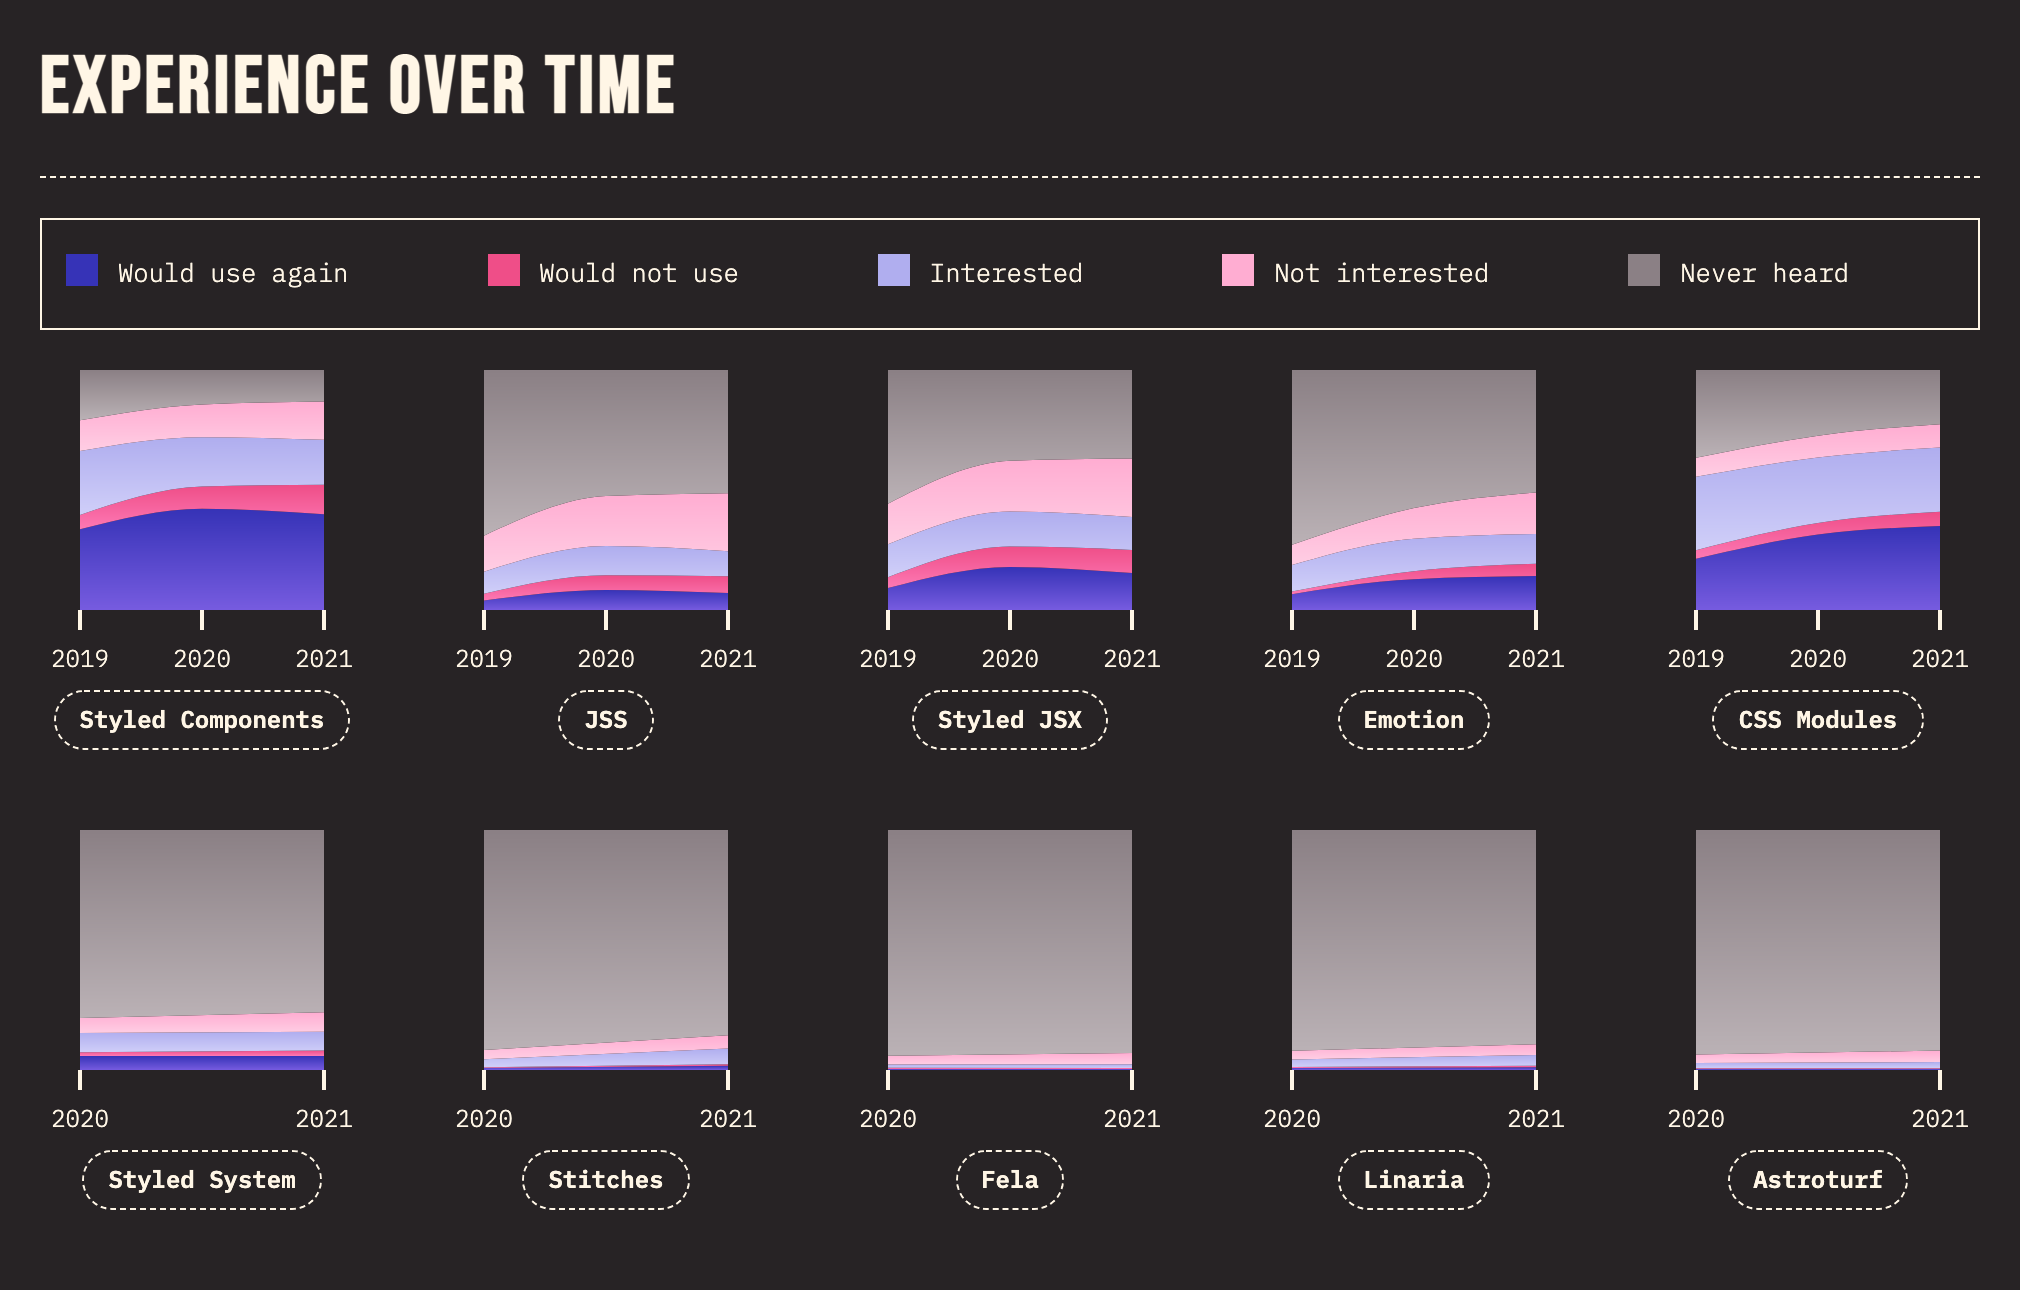 EXPERIENCE OVER TIME
Would use again Would not use Interested Not interested Never heard
2019 2020 2021 2019 2020 2021 2019 2020 2021 2019 2020 2021 2019 2020 2021
Styled Components JSS Styled JSX Emotion CSS Modules
2020 2021 2020 2021 2020 2021 2020 2021 2020 2021
Styled System Stitches Fela Linaria Astroturf